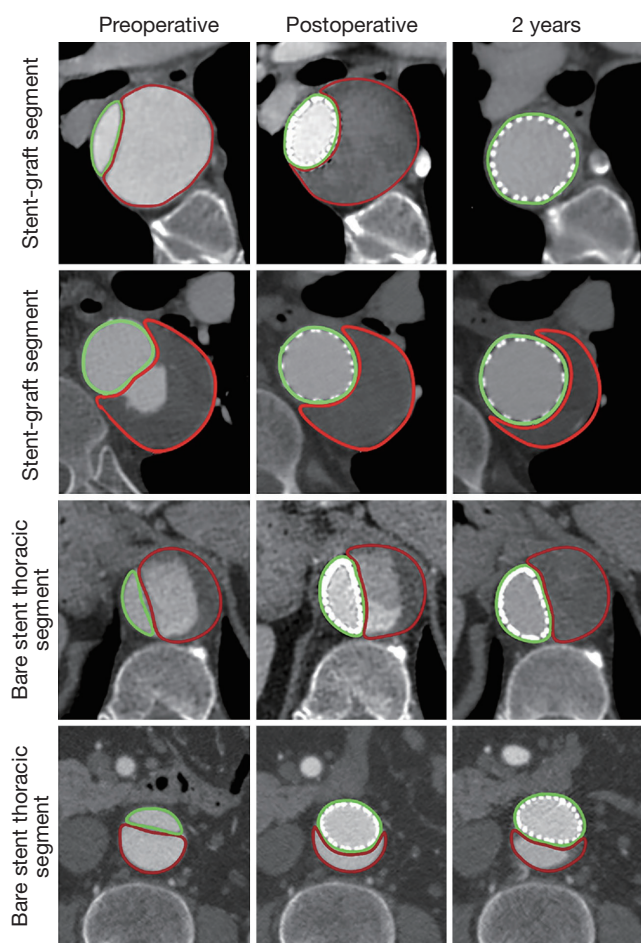 Preoperative Postoperative 2 years
Stent-graft segment
Stent-graft segment
Bare stent thoracic
segment
Bare stent thoracic
segment